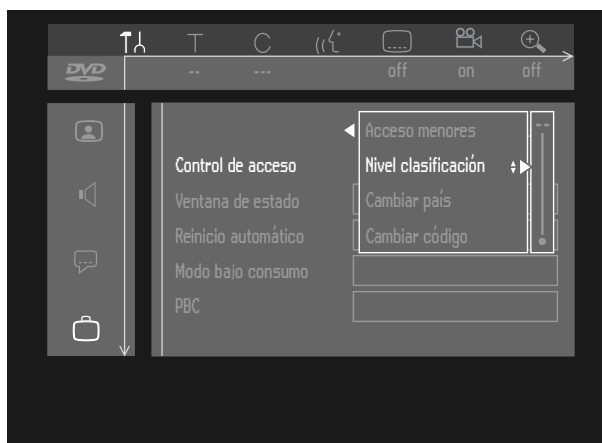 T C
DVD -- --- off on off
Acceso menores --
Control de acceso Nivel clasificación
Ventana de estado Cambiar país
Reinicio automático Cambiar código
Modo bajo consumo
PBC